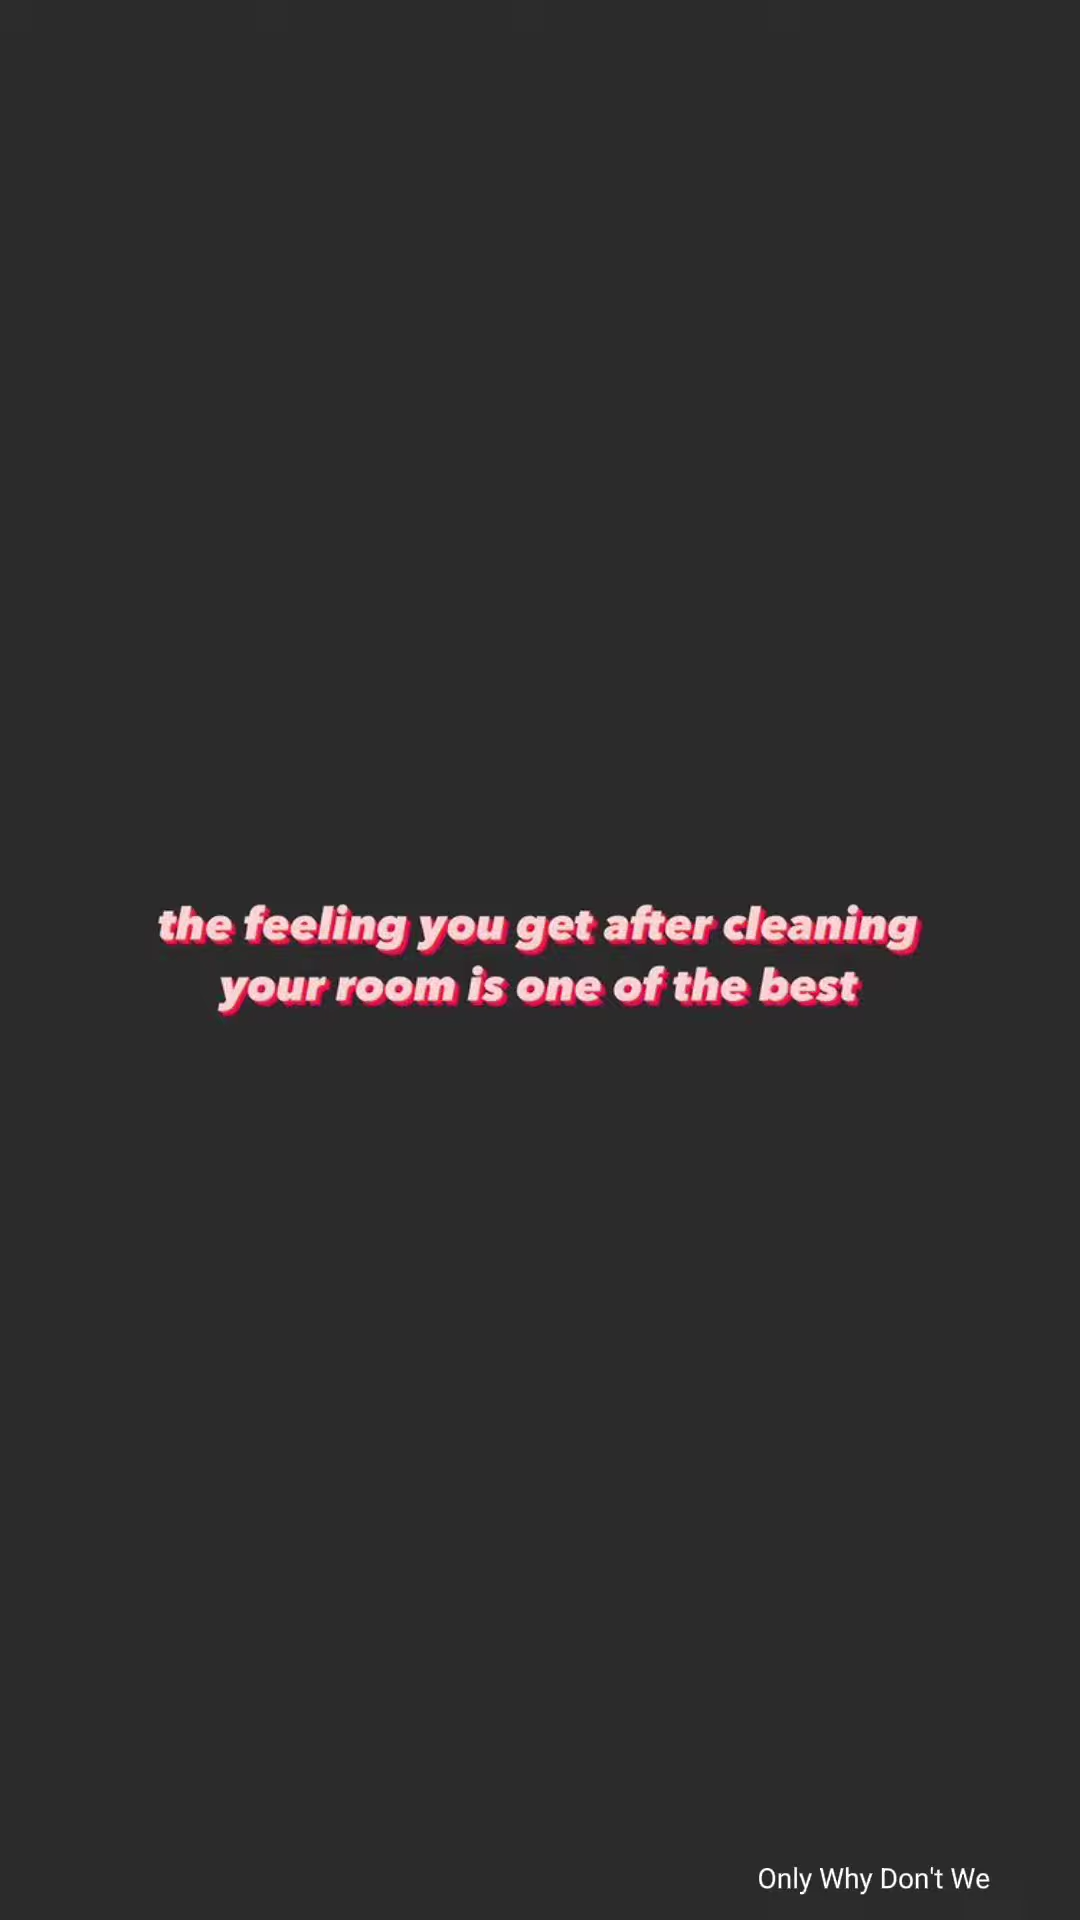 the feeling you get after cleaning
your room is one of the best
Only Why Don't We